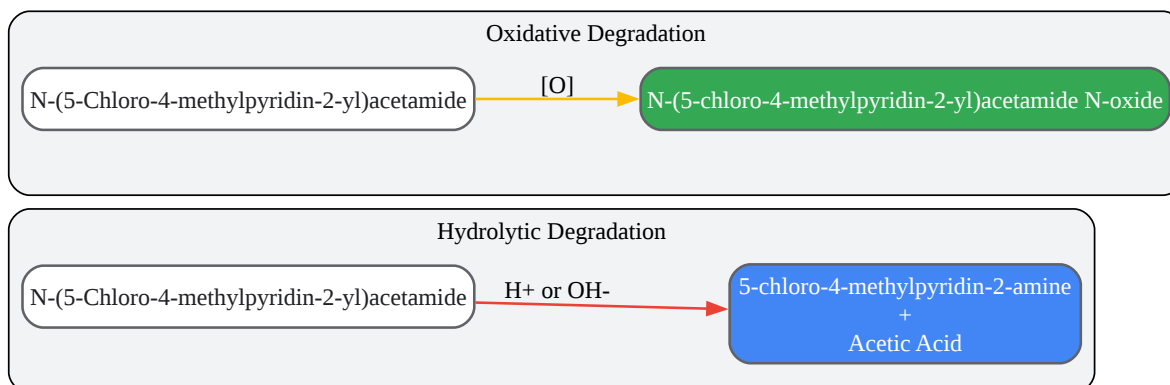 Oxidative Degradation
N-(5-Chloro-4-methylpyridin-2-yl)acetamide
[O]
N-(5-chloro-4-methylpyridin-2-yl)acetamide N-oxide
Hydrolytic Degradation
N-(5-Chloro-4-methylpyridin-2-yl)acetamide
H+ or OH-
5-chloro-4-methylpyridin-2-amine
+
Acetic Acid